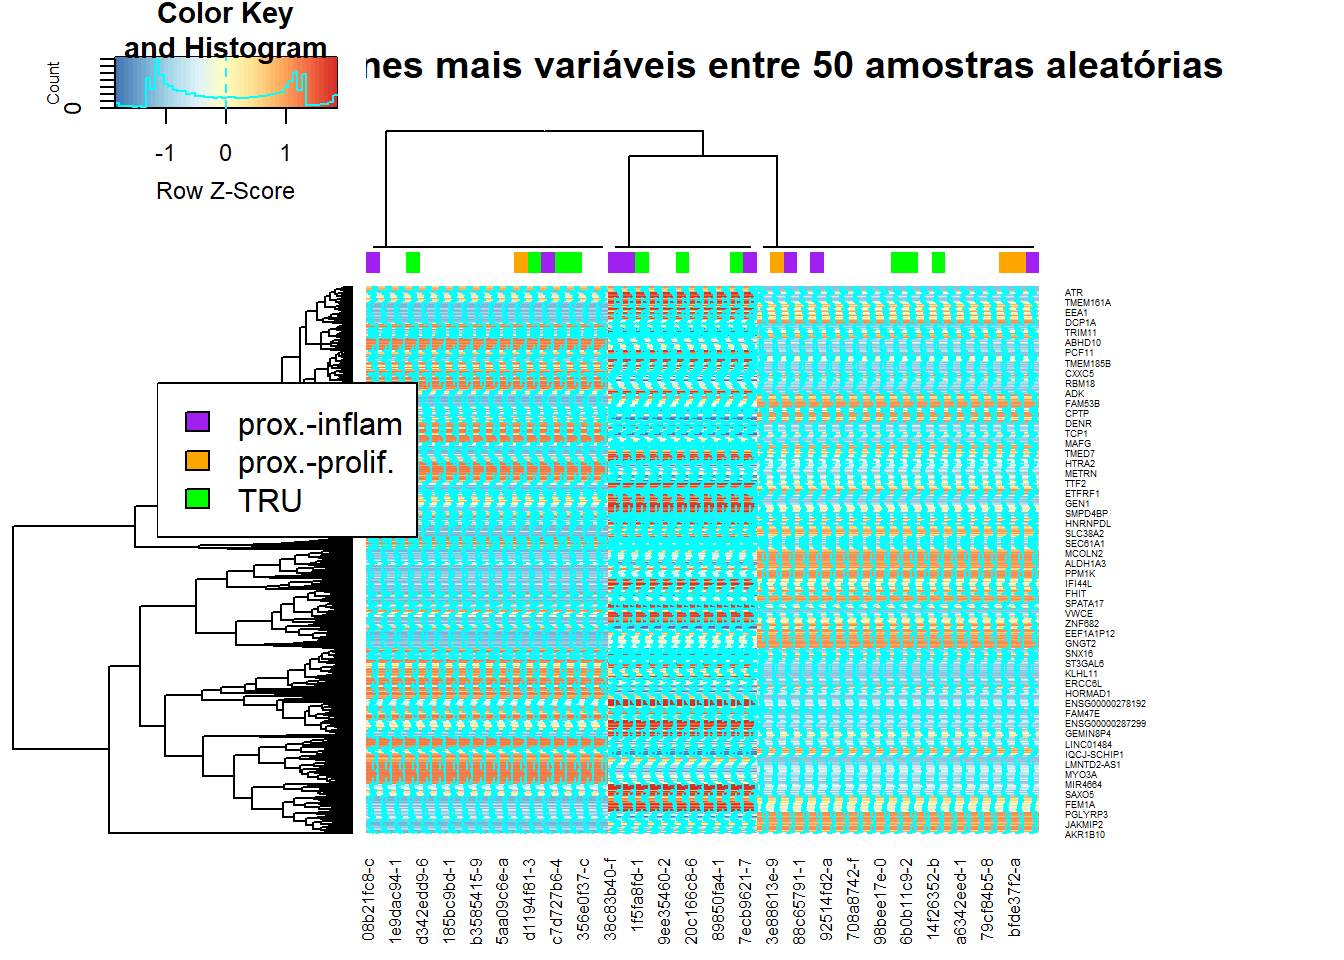 Color Key
and Histogram
nes mais variáveis entre 50 amostras aleatórias
Count
0
-1 0 1
Row Z-Score
prox.-inflam
prox.-prolif.
TRU
ATR
TMEM161A
EEA1
DCP1A
TRIM11
ABHD10
PCF11
TMEM185B
CXXC5
RBM18
ADK
FAM53B
CPTP
DENR
TCP1
MAFG
TMED7
HTRA2
METRN
TTF2
ETFRF1
GEN1
SMPD4BP
HNRNPDL
SLC38A2
SEC61A1
MCOLN2
ALDH1A3
PPM1K
IFI44L
FHIT
SPATA17
VWCE
ZNF682
EEF1A1P12
GNGT2
SNX16
ST3GAL6
KLHL11
ERCC6L
HORMAD1
ENSG00000278192
FAM47E
ENSG00000287299
GEMIN8P4
LINC01484
IQCJ-SCHIP1
LMNTD2-AS1
MYO3A
MIR4664
SAXO5
FEM1A
PGLYRP3
JAKMIP2
AKR1B10
08b21fc8-c
1e9dac94-1
d342edd9-6
185bc9bd-1
b3585415-9
5aa09c6e-a
d1194f81-3
c7d727b6-4
356e0f37-c
38c83b40-f
1f5fa8fd-1
9ee35460-2
20c166c8-6
89850fa4-1
7ecb9621-7
3e88613e-9
88c65791-1
92514fd2-a
708a8742-f
98bee17e-0
6b0b11c9-2
14f26352-b
a6342eed-1
79cf84b5-8
bfde37f2-a